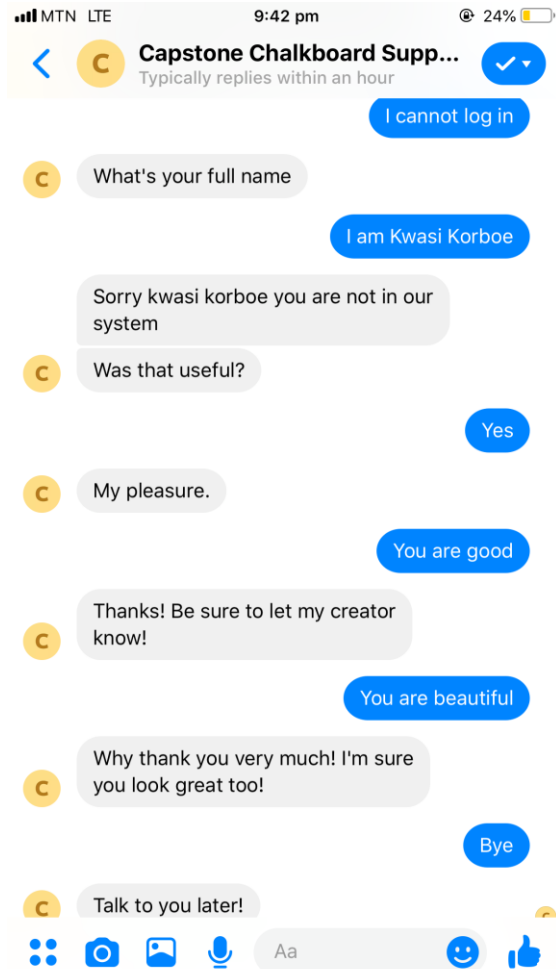 MTN LTE 9:42 pm 24%
C Capstone Chalkboard Supp...
Typically replies within an hour
I cannot log in
C What's your full name
I am Kwasi Korboe
Sorry kwasi korboe you are not in our
system
C Was that useful?
Yes
C My pleasure.
You are good
Thanks! Be sure to let my creator
C know!
You are beautiful
Why thank you very much! I'm sure
C you look great too!
Bye
C Talk to you later!
C
Aa